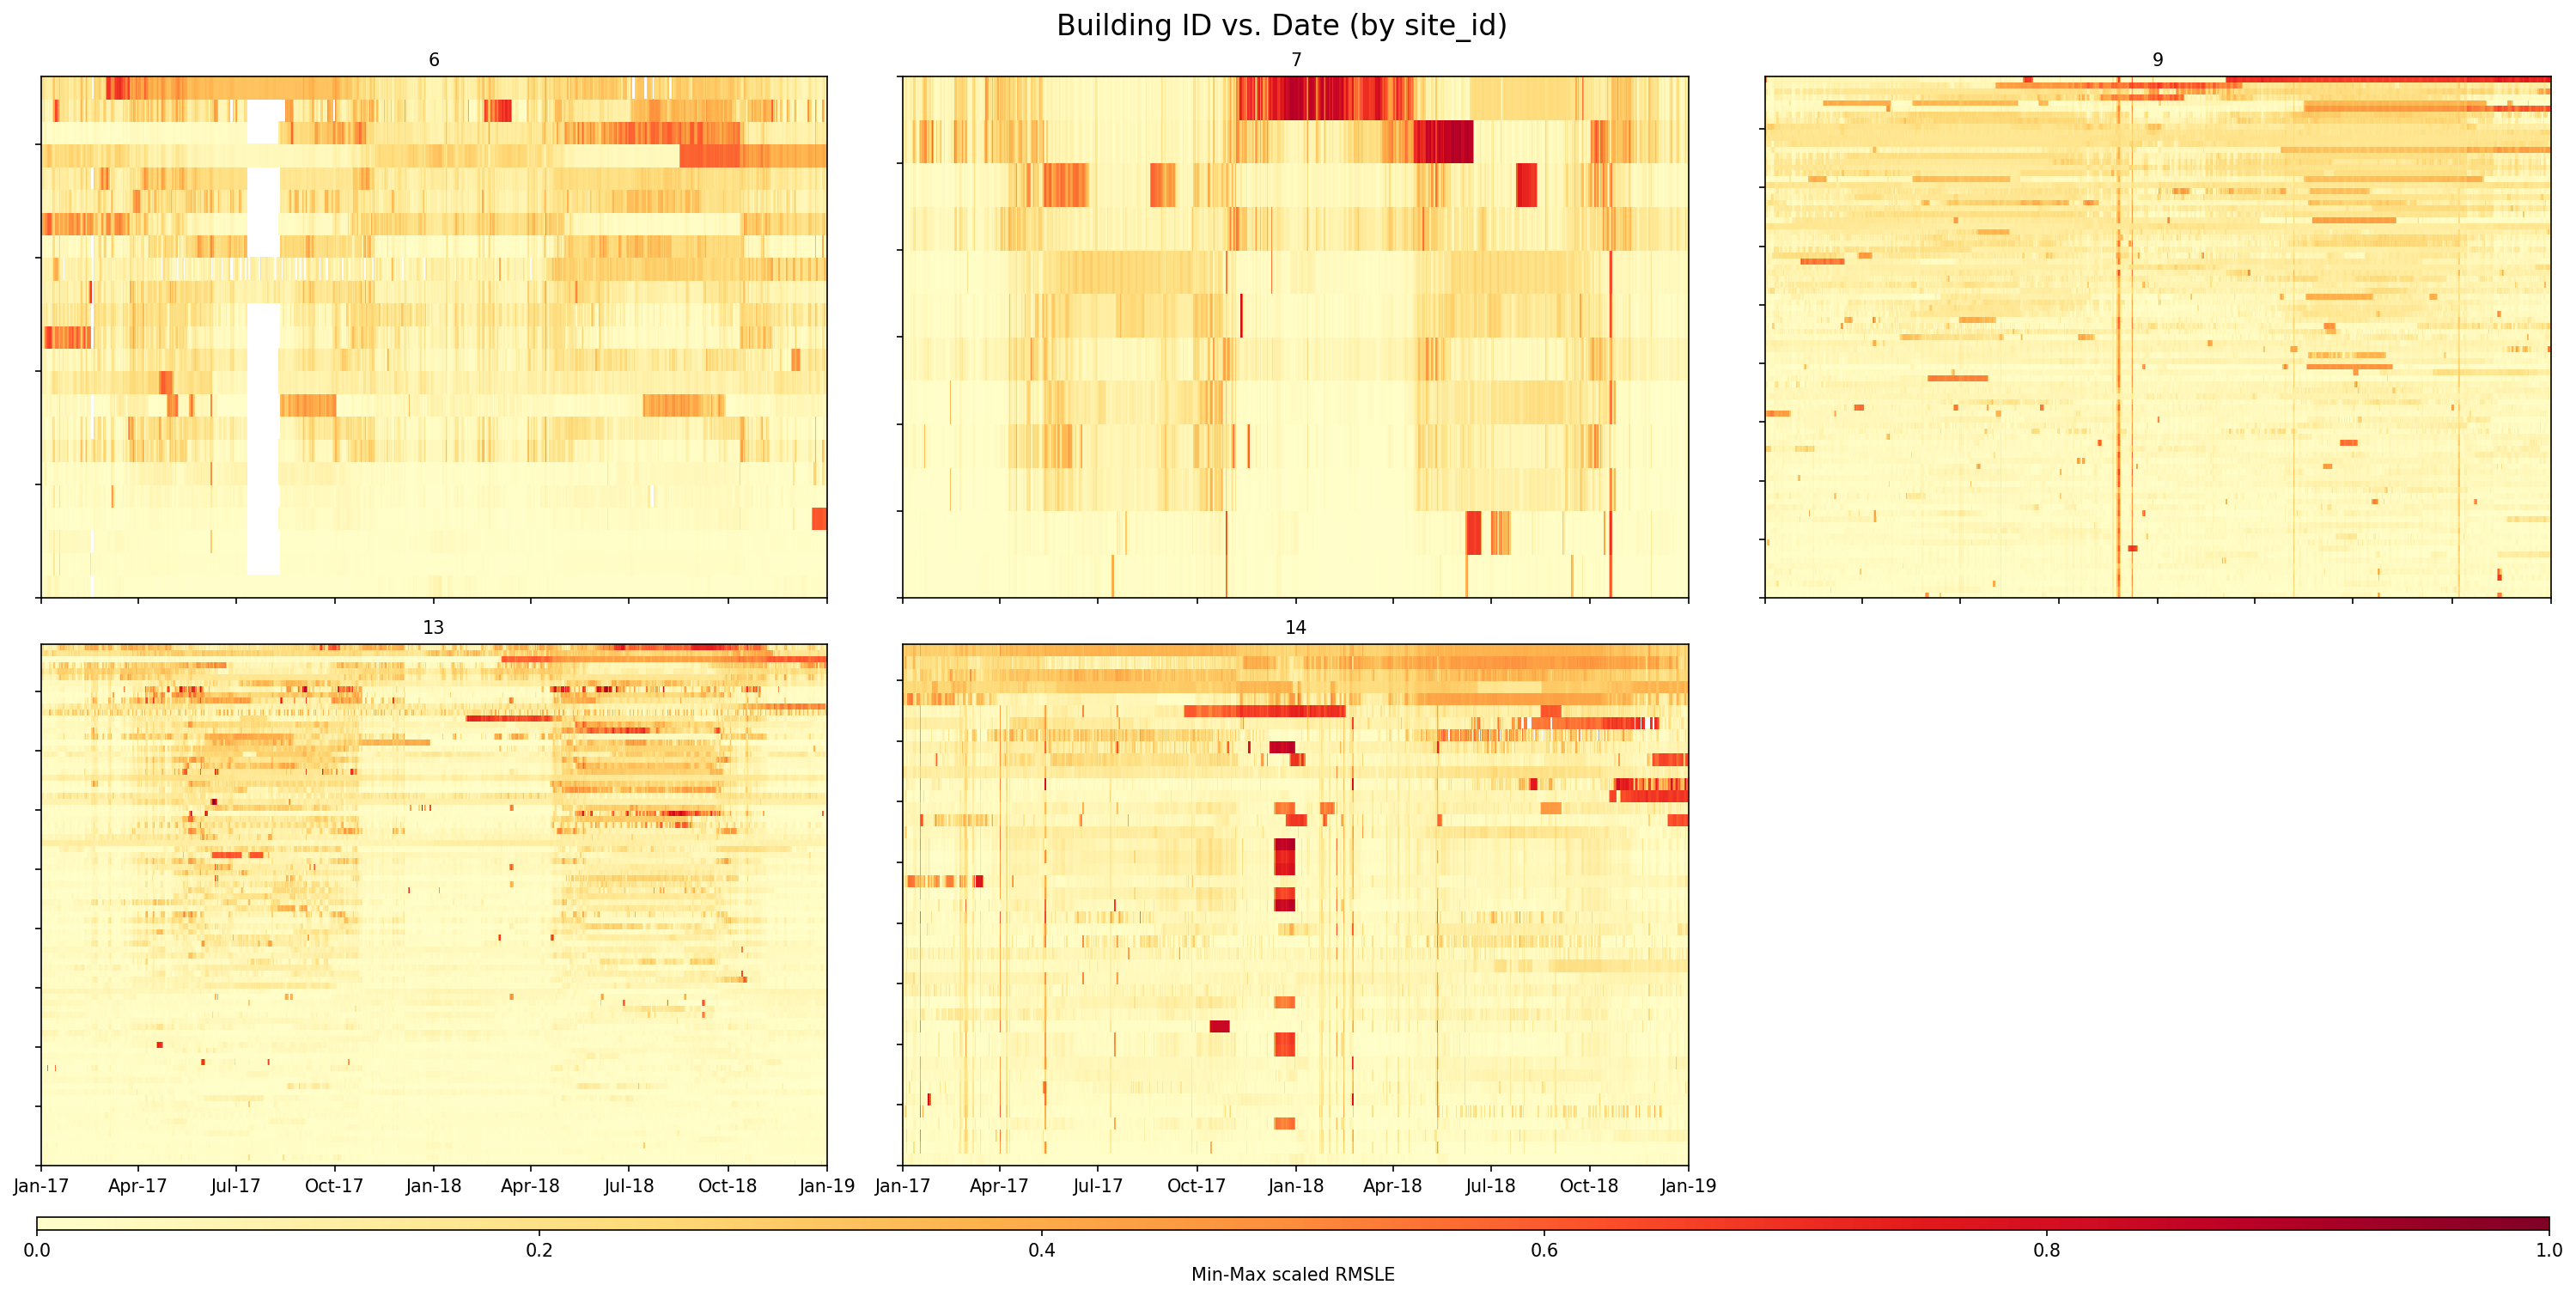 Building ID vs. Date (by site_id)
6 7 9
13 14
Jan-17 Apr-17 Jul-17 Oct-17 Jan-18 Apr-18 Jul-18 Oct-18 Jan-19 Jan-17 Apr-17 Jul-17 Oct-17 Jan-18 Apr-18 Jul-18 Oct-18 Jan-19
0.0 0.2 0.4 0.6 0.8 1.0
Min-Max scaled RMSLE